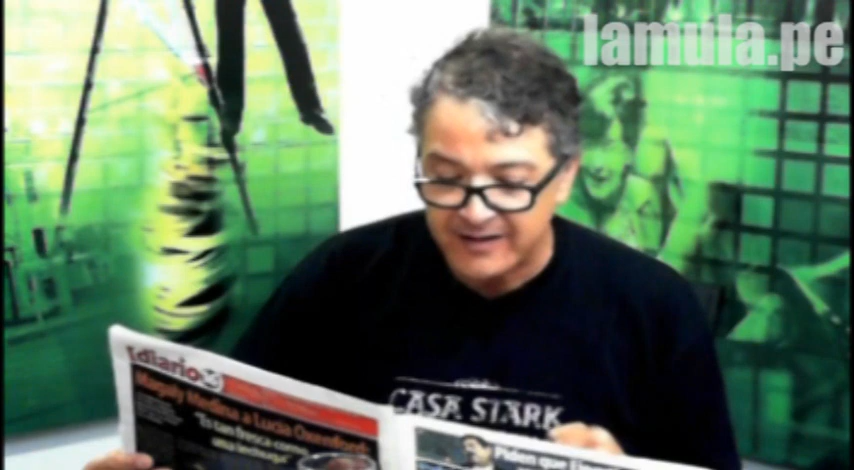 lamula.pe
diario
Magaly Medina a Lucía Oxenford:
"Es tan fresca como
una lechuga"
CASA STARK
Piden que